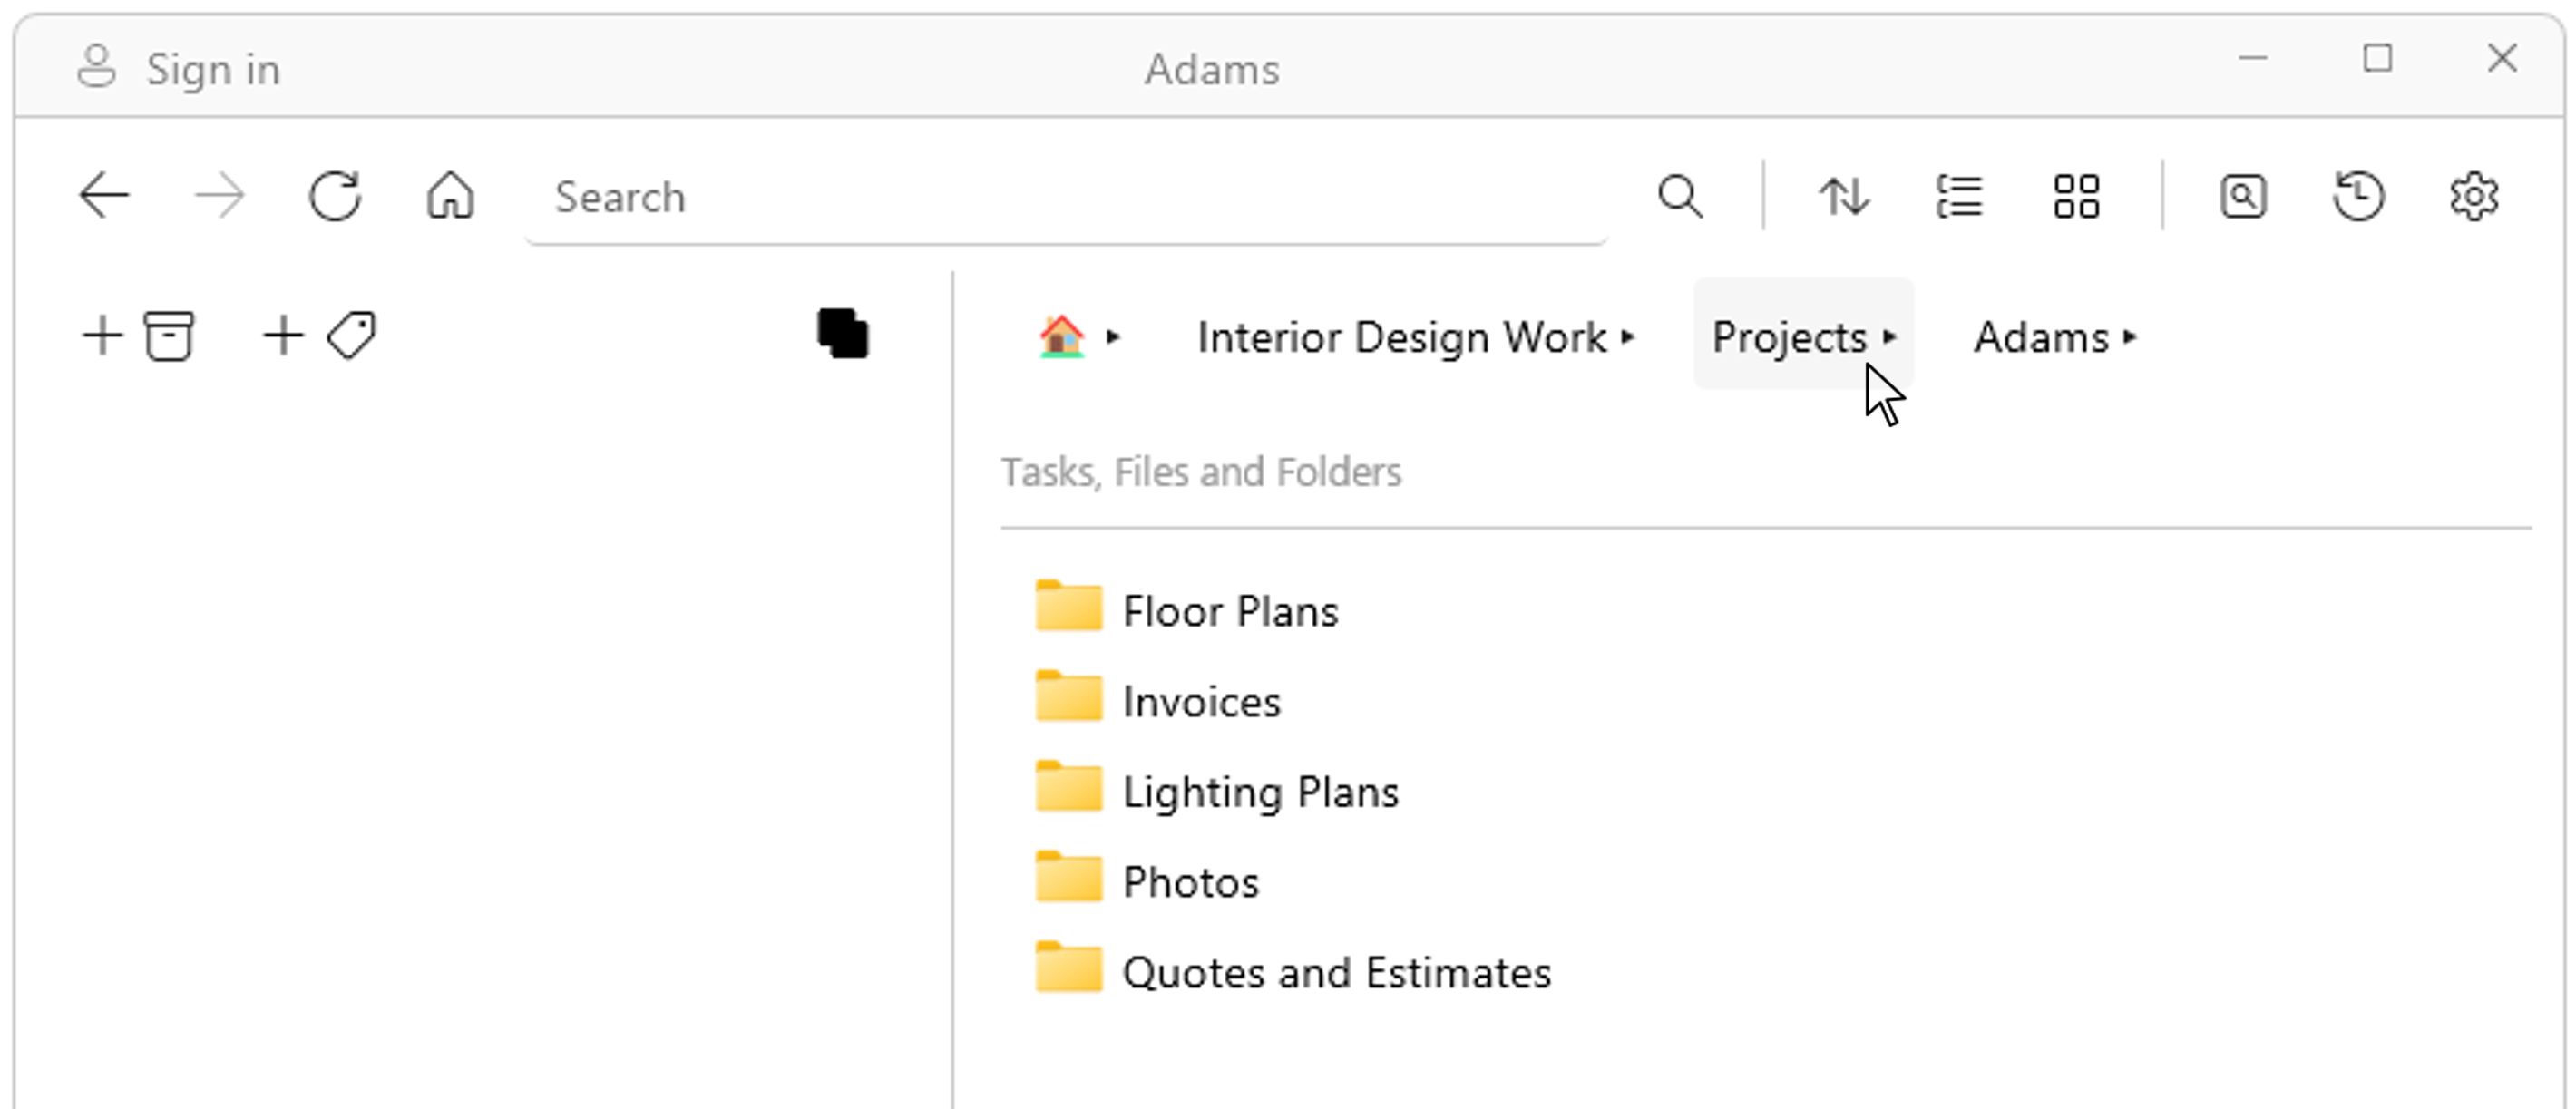 Sign in
Adams
Search
Interior Design Work
Projects
Adams
Tasks, Files and Folders
Floor Plans
Invoices
Lighting Plans
Photos
Quotes and Estimates